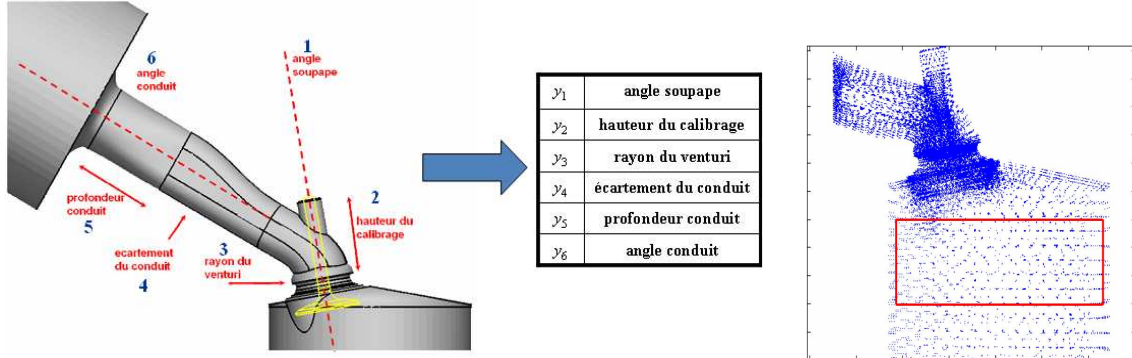 6
angle
conduit
1
angle
soupape
profondeur
conduit
5
ecartement
du conduit
4
3
rayon du
venturi
2
hauteur du
calibrage
y1 angle soupape
y2 hauteur du calibrage
y3 rayon du venturi
y4 écartement du conduit
y5 profondeur conduit
y6 angle conduit